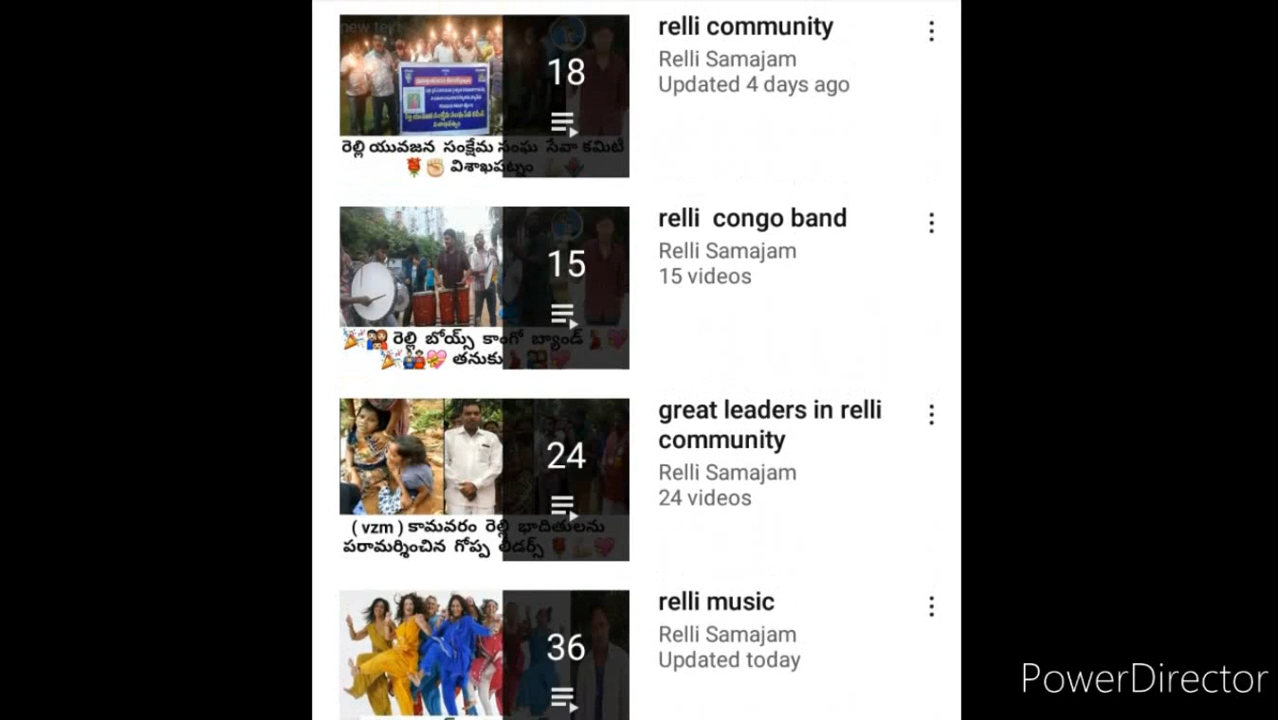 relli community
Relli Samajam
Updated 4 days ago
18
రెల్లి యువజన సంక్షేమ సంఘ సేవా కమిటీ
విశాఖపట్నం
relli congo band
Relli Samajam
15 videos
15
రెల్లి బోయ్స్ కాంగో బ్యాండ్
తనుకు
great leaders in relli
community
Relli Samajam
24 videos
24
( vzm ) కామవరం రెల్లి భాదితులను
పరామర్శించిన గోప్ప లీడర్స్
relli music
Relli Samajam
Updated today
36
PowerDirector